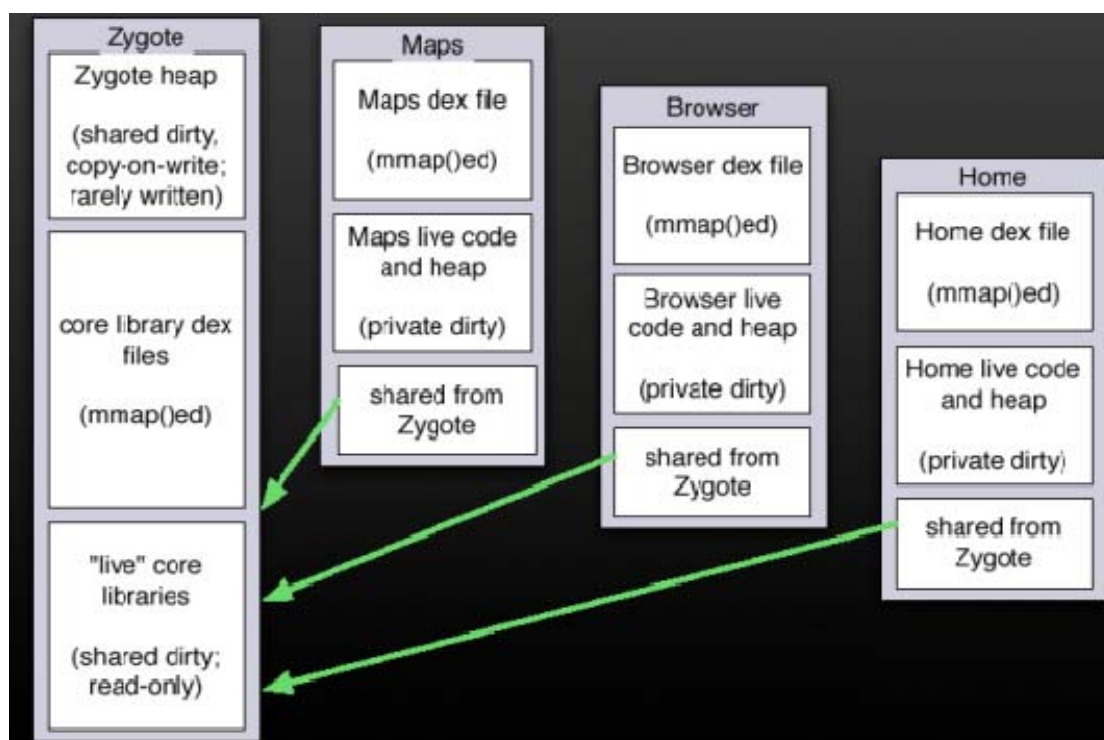 Zygote
Zygote heap
(shared dirty,
copy-on-write;
rarely written)
core library dex
files
(mmap()ed)
"live" core
libraries
(shared dirty;
read-only)
Maps
Maps dex file
(mmap()ed)
Maps live code
and heap
(private dirty)
shared from
Zygote
Browser
Browser dex file
(mmap()ed)
Browser live
code and heap
(private dirty)
shared from
Zygote
Home
Home dex file
(mmap()ed)
Home live code
and heap
(private dirty)
shared from
Zygote